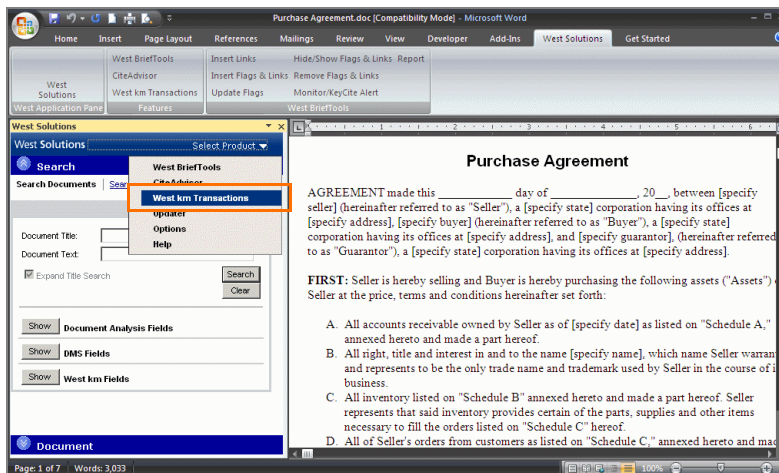 Purchase Agreement.doc [Compatibility Mode] - Microsoft Word
Home Insert Page Layout References Mailings Review View Developer Add-Ins West Solutions Get Started
West BriefTools Insert Links Hide/Show Flags & Links Report
CiteAdvisor Insert Flags & Links Remove Flags & Links
West Solutions West km Transactions Update Flags Monitor/KeyCite Alert
West Application Pane Features West BriefTools
West Solutions
West Solutions Select Product
Search
Search Documents
West BriefTools
CiteAdvisor
West km Transactions
Updater
Options
Help
Document Title:
Document Text:
Expand Title Search Search
Clear
Show Document Analysis Fields
Show DMS Fields
Show West km Fields
Document
1 2 3 4 5 6
Purchase Agreement
AGREEMENT made this ____________ day of ______________, 20__, between [specify
seller] (hereinafter referred to as "Seller"), a [specify state] corporation having its offices at
[specify address], [specify buyer] (hereinafter referred to as "Buyer"), a [specify state]
corporation having its offices at [specify address], and [specify guarantor], (hereinafter referred
to as "Guarantor"), a [specify state] corporation having its offices at [specify address].
FIRST: Seller is hereby selling and Buyer is hereby purchasing the following assets ("Assets")
Seller at the price, terms and conditions hereinafter set forth:
A. All accounts receivable owned by Seller as of [specify date] as listed on "Schedule A,"
annexed hereto and made a part hereof.
B. All right, title and interest in and to the name [specify name], which name Seller warran
and represents to be the only trade name and trademark used by Seller in the course of i
business.
C. All inventory listed on "Schedule B" annexed hereto and made a part hereof. Seller
represents that said inventory provides certain of the parts, supplies and other items
necessary to fill the orders listed on "Schedule C" hereof.
D. All of Seller's orders from customers as listed on "Schedule C," annexed hereto and mad
Page: 1 of 7 Words: 3,033 100%